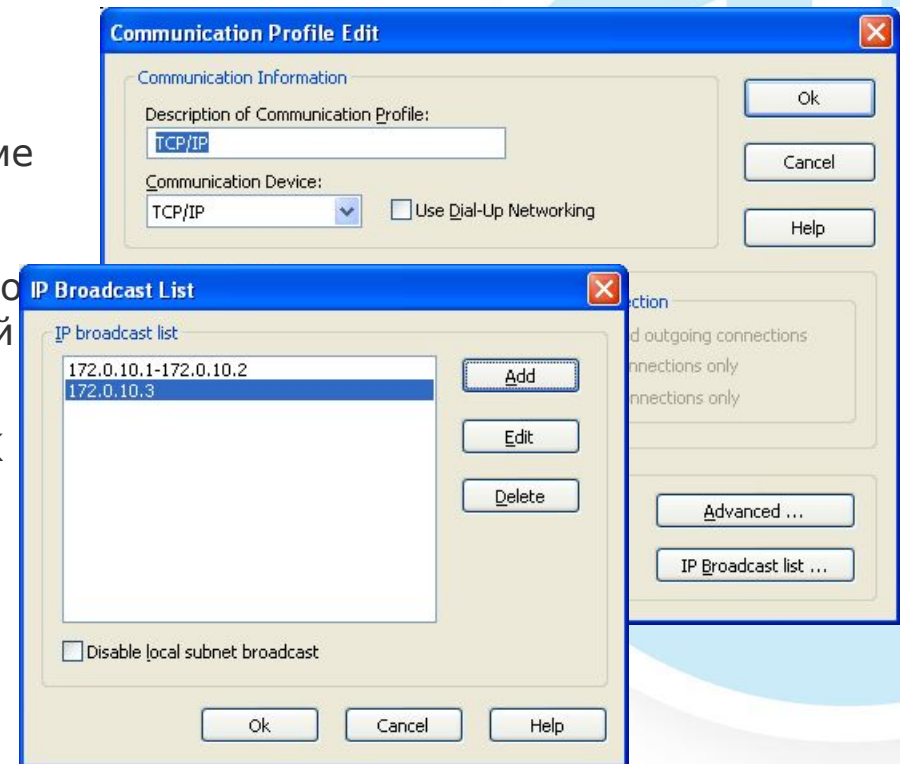 Communication Profile Edit
Communication Information
Description of Communication Profile:
TCP/IP
Communication Device:
TCP/IP
Use Dial-Up Networking
Ok
Cancel
Help
ме
о
й
К
IP Broadcast List
IP broadcast list
172.0.10.1-172.0.10.2
172.0.10.3
Add
Edit
Delete
Disable local subnet broadcast
Ok
Cancel
Help
ction
d outgoing connections
nnections only
nnections only
Advanced ...
IP Broadcast list ...